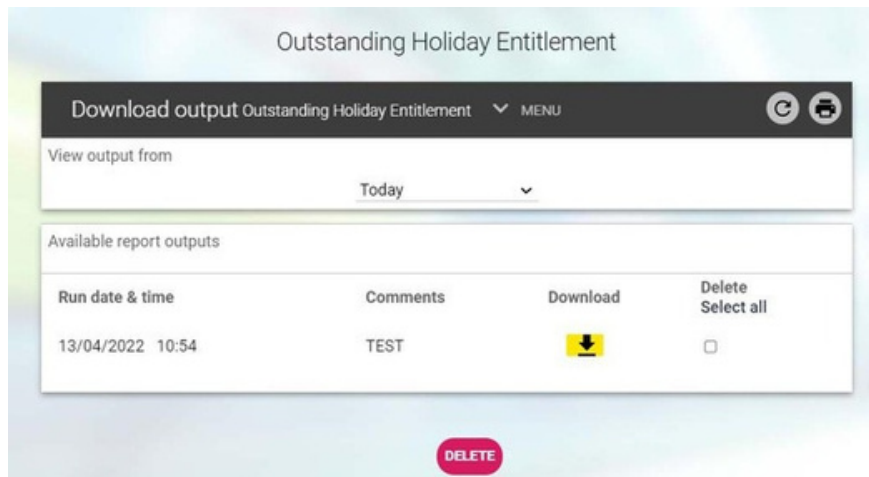 Outstanding Holiday Entitlement
Download output Outstanding Holiday Entitlement MENU
View output from
Today
Available report outputs
Run date & time Comments Download Delete
Select all
13/04/2022 10:54 TEST
DELETE